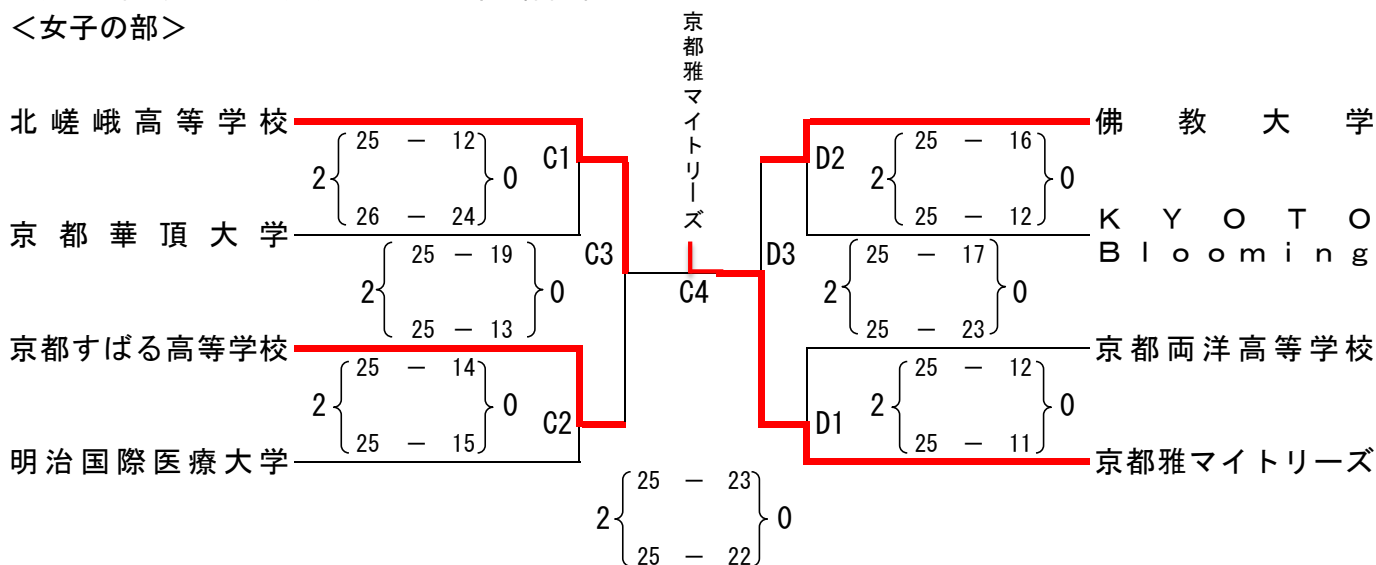 ＜女子の部＞
京都雅マイトリーズ
北嵯峨高等学校
佛教大学
25 － 12
25 － 16
C1
D2
2
0
2
0
26 － 24
25 － 12
京都華頂大学
ＫＹＯＴＯ
Ｂｌｏｏｍｉｎｇ
25 － 19
C3
D3
25 － 17
2
0
C4
2
0
25 － 13
25 － 23
京都すばる高等学校
京都両洋高等学校
25 － 14
25 － 12
2
0
2
0
C2
D1
25 － 15
25 － 11
明治国際医療大学
京都雅マイトリーズ
25 － 23
2
0
25 － 22